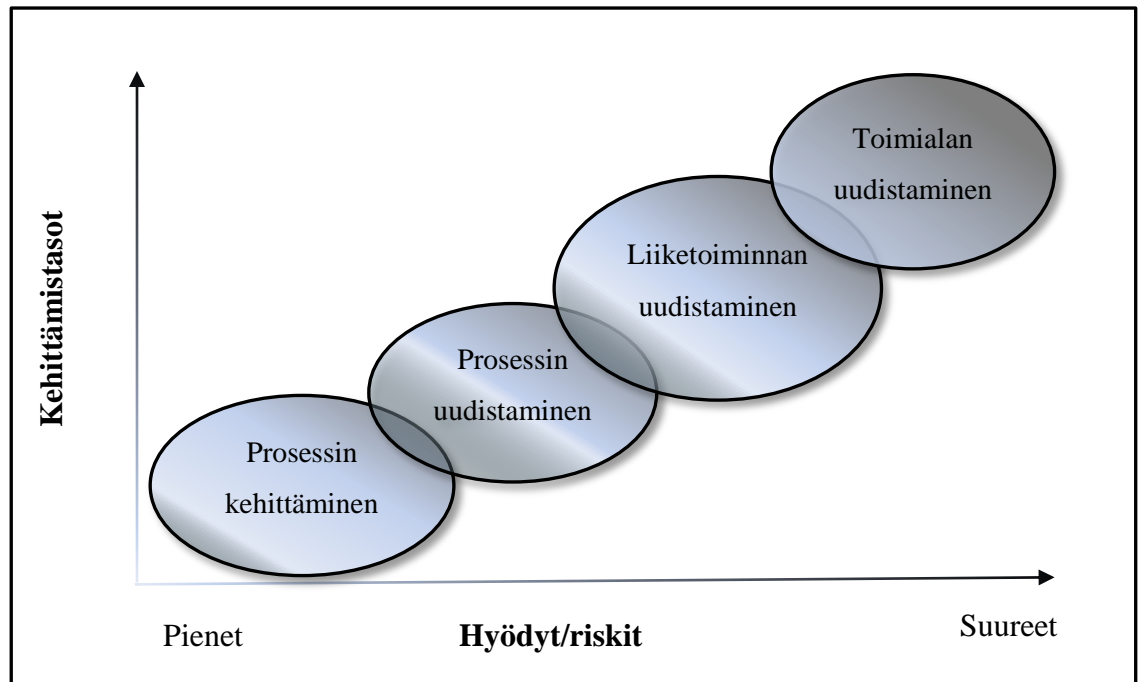 Toimialan
uudistaminen
Liiketoiminnan
uudistaminen
Prosessin
uudistaminen
Prosessin
kehittäminen
Kehittämistasot
Pienet
Hyödyt/riskit
Suureet